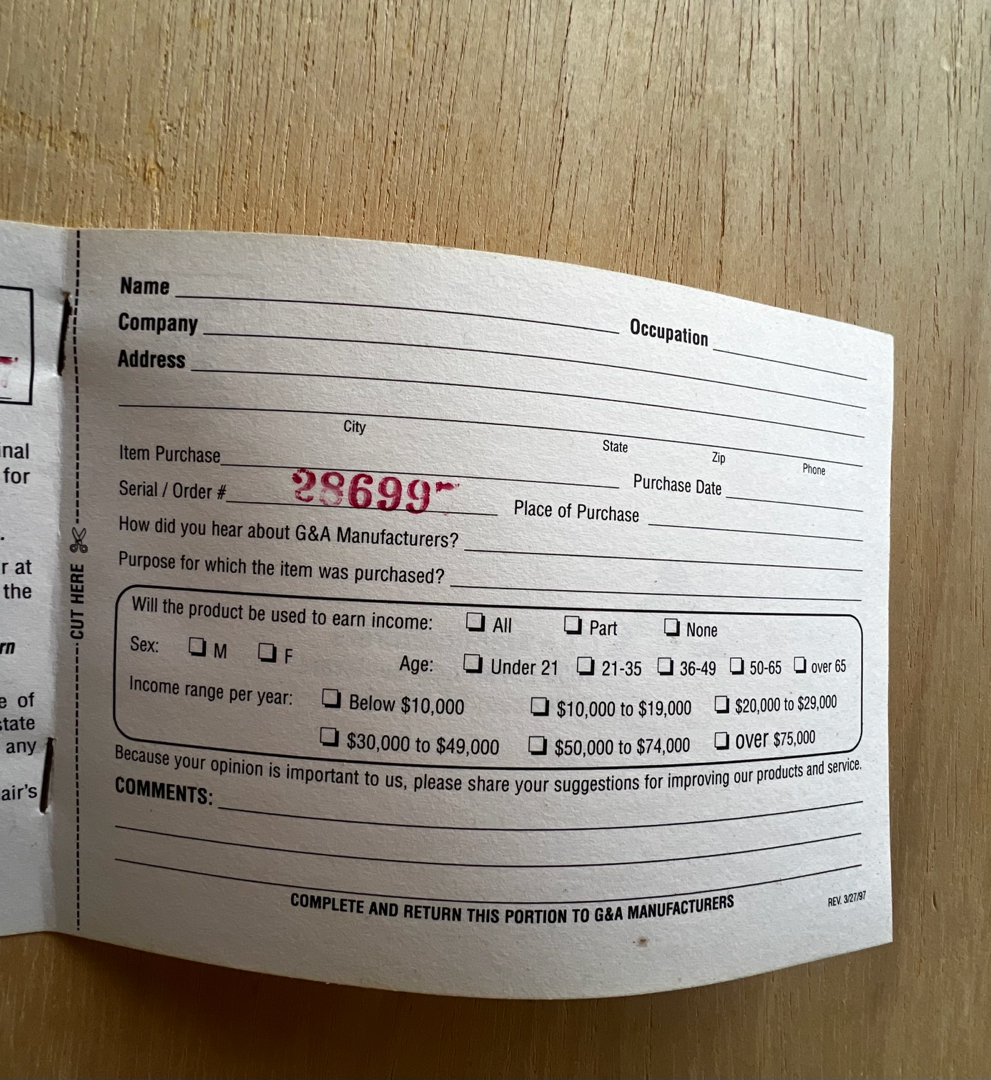 Name
Occupation
Company
Address
City State Zip Phone
Item Purchase Purchase Date
Serial / Order # Place of Purchase
How did you hear about G&A Manufacturers?
Purpose for which the item was purchased?
Will the product be used to earn income: ❏ All ❏ Part ❏ None
Sex: ❏ M ❏ F Age: ❏ Under 21 ❏ 21-35 ❏ 36-49 ❏ 50-65 ❏ over 65
Income range per year: ❏ Below $10,000 ❏ $10,000 to $19,000 ❏ $20,000 to $29,000
❏ $30,000 to $49,000 ❏ $50,000 to $74,000 ❏ over $75,000
Because your opinion is important to us, please share your suggestions for improving our products and service.
COMMENTS:
COMPLETE AND RETURN THIS PORTION TO G&A MANUFACTURERS
REV. 3/27/97
CUT HERE
for
.
r at
the
of
any